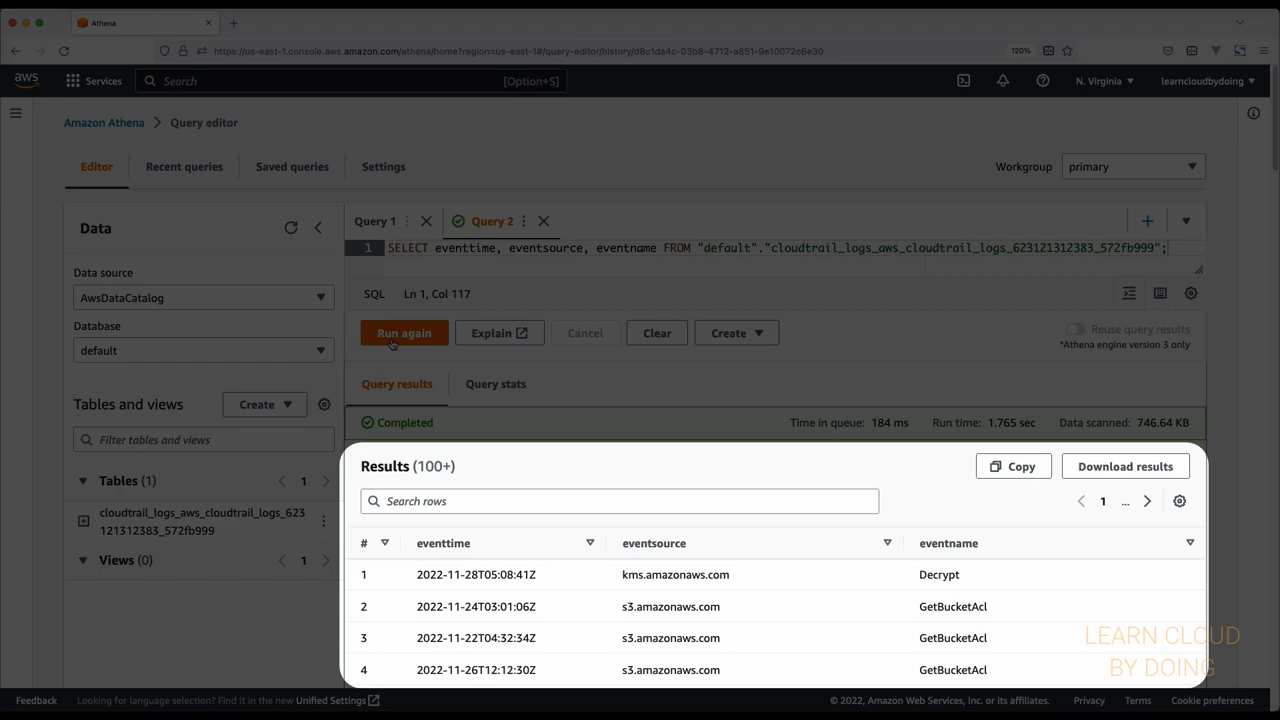 Athena
https://us-east-1.console.aws.amazon.com/athena/home?region=us-east-1#/query-editor/history/d8c1da4c-03b8-4712-a851-9e10072c6e30
120%
aws
Services
Search
[Option+S]
N. Virginia
learncloudbydoing
Amazon Athena
Query editor
Editor
Recent queries
Saved queries
Settings
Workgroup
primary
Data
Data source
AwsDataCatalog
Database
default
Tables and views
Create
Filter tables and views
Tables (1)
1
cloudtrail_logs_aws_cloudtrail_logs_623
121312383_572fb999
Views (0)
1
Query 1
Query 2
1 SELECT eventtime, eventsource, eventname FROM "default"."cloudtrail_logs_aws_cloudtrail_logs_623121312383_572fb999";
SQL
Ln 1, Col 117
Run again
Explain
Cancel
Clear
Create
Reuse query results
*Athena engine version 3 only
Query results
Query stats
Completed
Time in queue: 184 ms
Run time: 1.765 sec
Data scanned: 746.64 KB
Results (100+)
Copy
Download results
Search rows
1 ...
# eventtime eventsource eventname
1 2022-11-28T05:08:41Z kms.amazonaws.com Decrypt
2 2022-11-24T03:01:06Z s3.amazonaws.com GetBucketAcl
3 2022-11-22T04:32:34Z s3.amazonaws.com GetBucketAcl
4 2022-11-26T12:12:30Z s3.amazonaws.com GetBucketAcl
LEARN CLOUD
BY DOING
Feedback
Looking for language selection? Find it in the new Unified Settings
© 2022, Amazon Web Services, Inc. or its affiliates.
Privacy
Terms
Cookie preferences